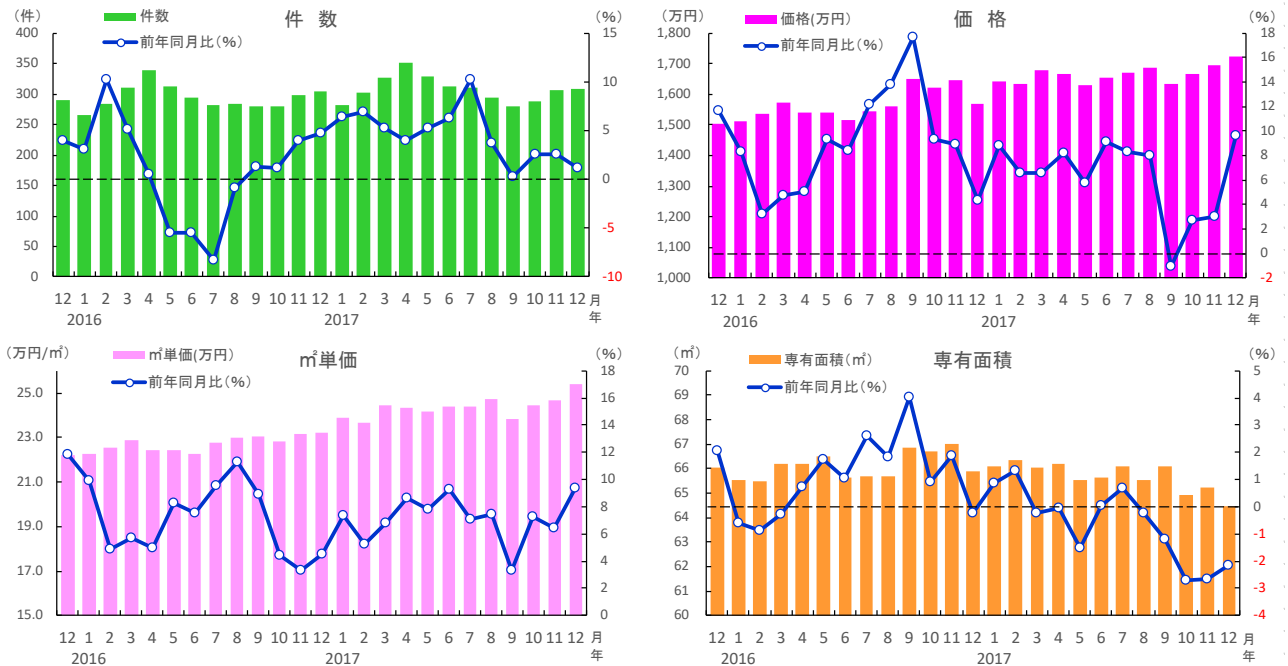 (件) 件数 件 数 (%)
前年同月比(%)
400 350 300 250 200 150 100 50 0
15 10 5 0 -5 -10
12 1 2 3 4 5 6 7 8 9 10 11 12 1 2 3 4 5 6 7 8 9 10 11 12 月
2016 2017 年
(万円) 価格(万円) 価 格 (%)
前年同月比(%)
1,800 1,700 1,600 1,500 1,400 1,300 1,200 1,100 1,000
18 16 14 12 10 8 6 4 2 0 -2
12 1 2 3 4 5 6 7 8 9 10 11 12 1 2 3 4 5 6 7 8 9 10 11 12 月
2016 2017 年
(万円/㎡) ㎡単価(万円) ㎡単価 (%)
前年同月比(%)
25.0 23.0 21.0 19.0 17.0 15.0
18 16 14 12 10 8 6 4 2 0
12 1 2 3 4 5 6 7 8 9 10 11 12 1 2 3 4 5 6 7 8 9 10 11 12 月
2016 2017 年
(㎡) 専有面積(㎡) 専有面積 (%)
前年同月比(%)
70 69 68 67 66 65 64 63 62 61 60
5 4 3 2 1 0 -1 -2 -3 -4
12 1 2 3 4 5 6 7 8 9 10 11 12 1 2 3 4 5 6 7 8 9 10 11 12 月
2016 2017 年